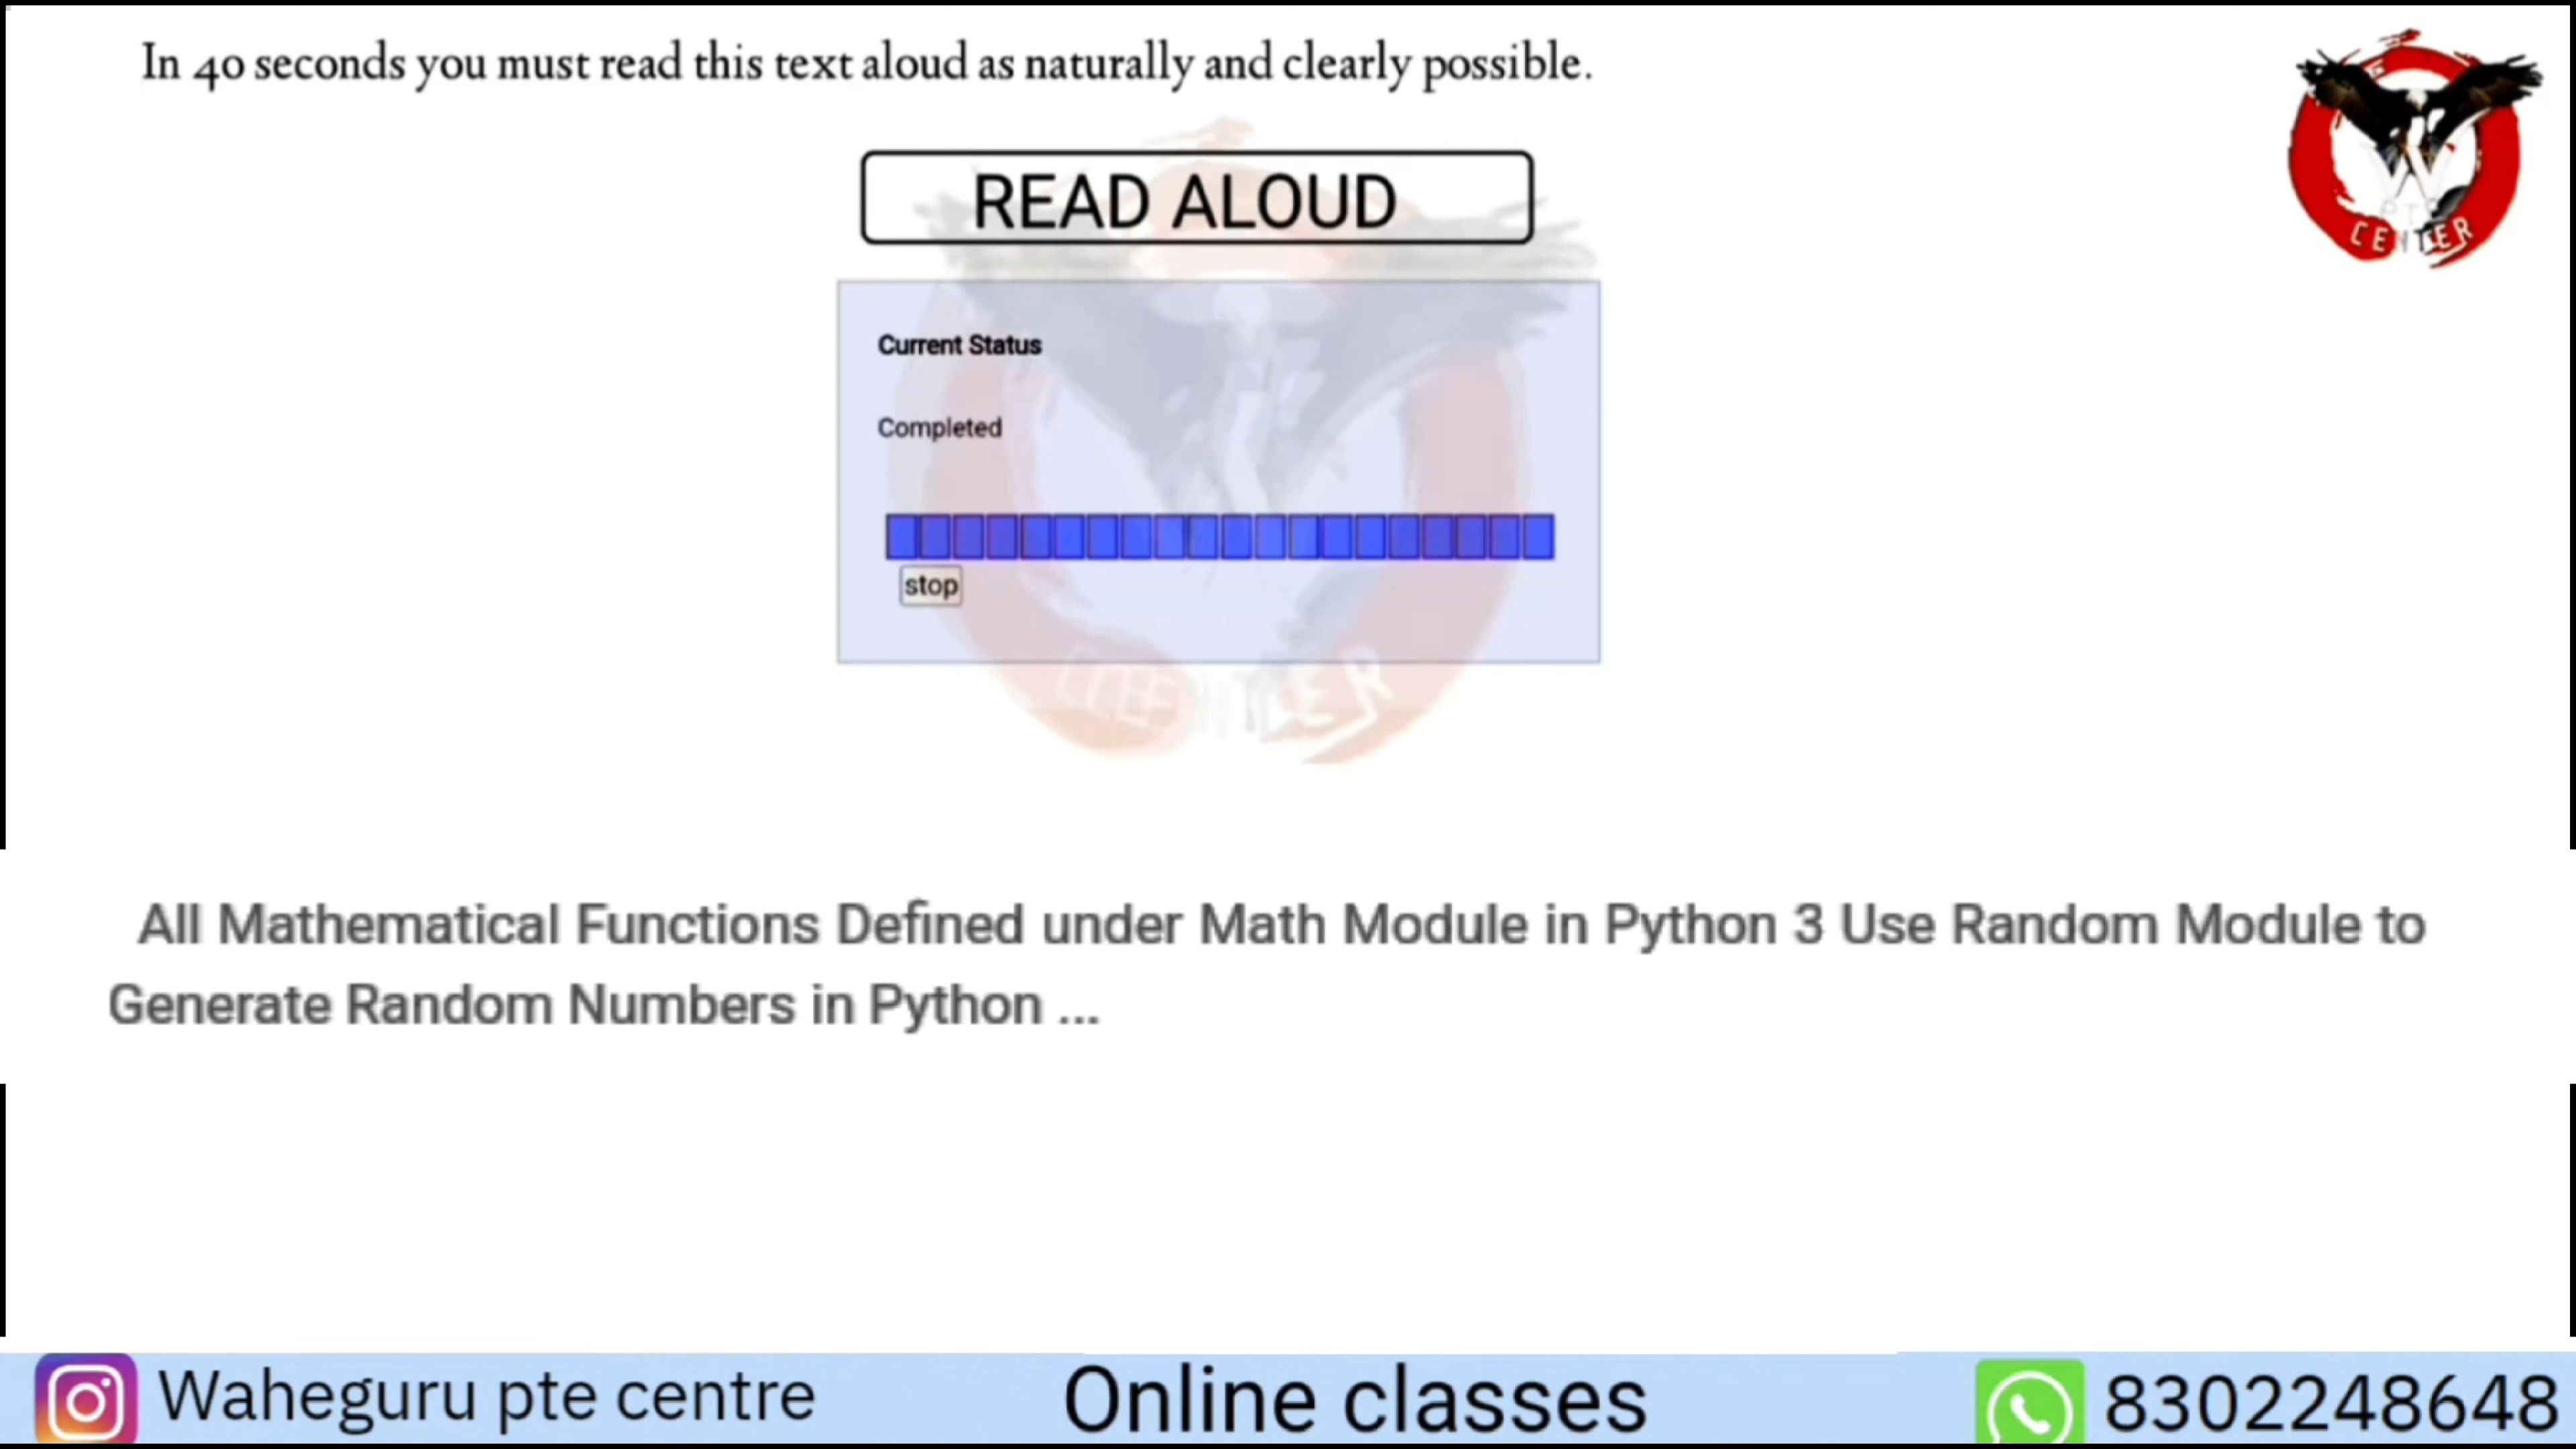 In 40 seconds you must read this text aloud as naturally and clearly possible.
READ ALOUD
CENTER
Current Status
Completed
stop
All Mathematical Functions Defined under Math Module in Python 3 Use Random Module to
Generate Random Numbers in Python ...
Waheguru pte centre
Online classes
8302248648